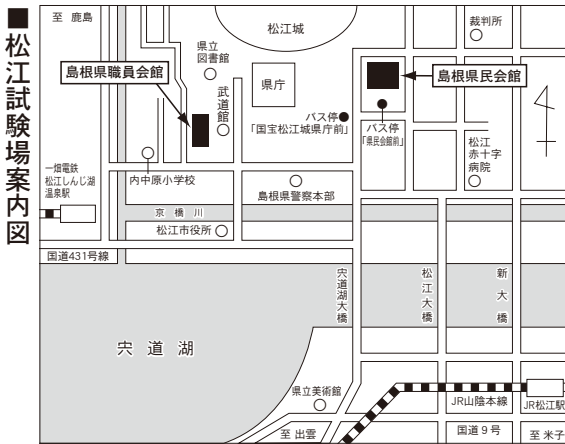 ■松江試験場案内図
至 鹿島
松江城
裁判所
県立
図書館
島根県職員会館
武道館
県庁
島根県民会館
バス停
「国宝松江城県庁前」
バス停
「県民会館前」
松江
赤十字
病院
一畑電鉄
松江しんじ湖
温泉駅
内中原小学校
島根県警察本部
京橋川
松江市役所
国道431号線
宍道湖大橋
松江大橋
新大橋
宍道湖
県立美術館
JR山陰本線
JR松江駅
至 出雲
国道9号
至 米子